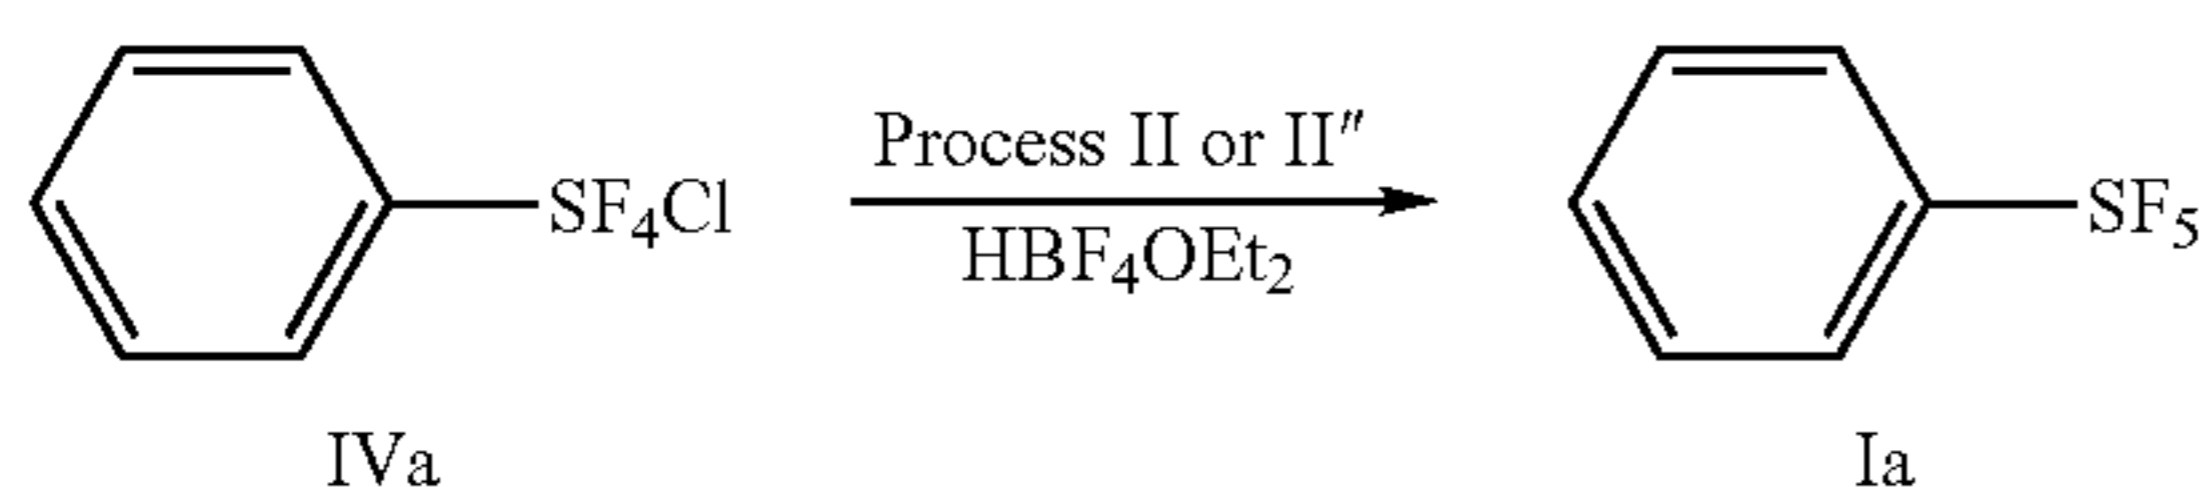 Process II or II″
SF₄Cl
SF₅
HBF₄OEt₂
IVa
Ia